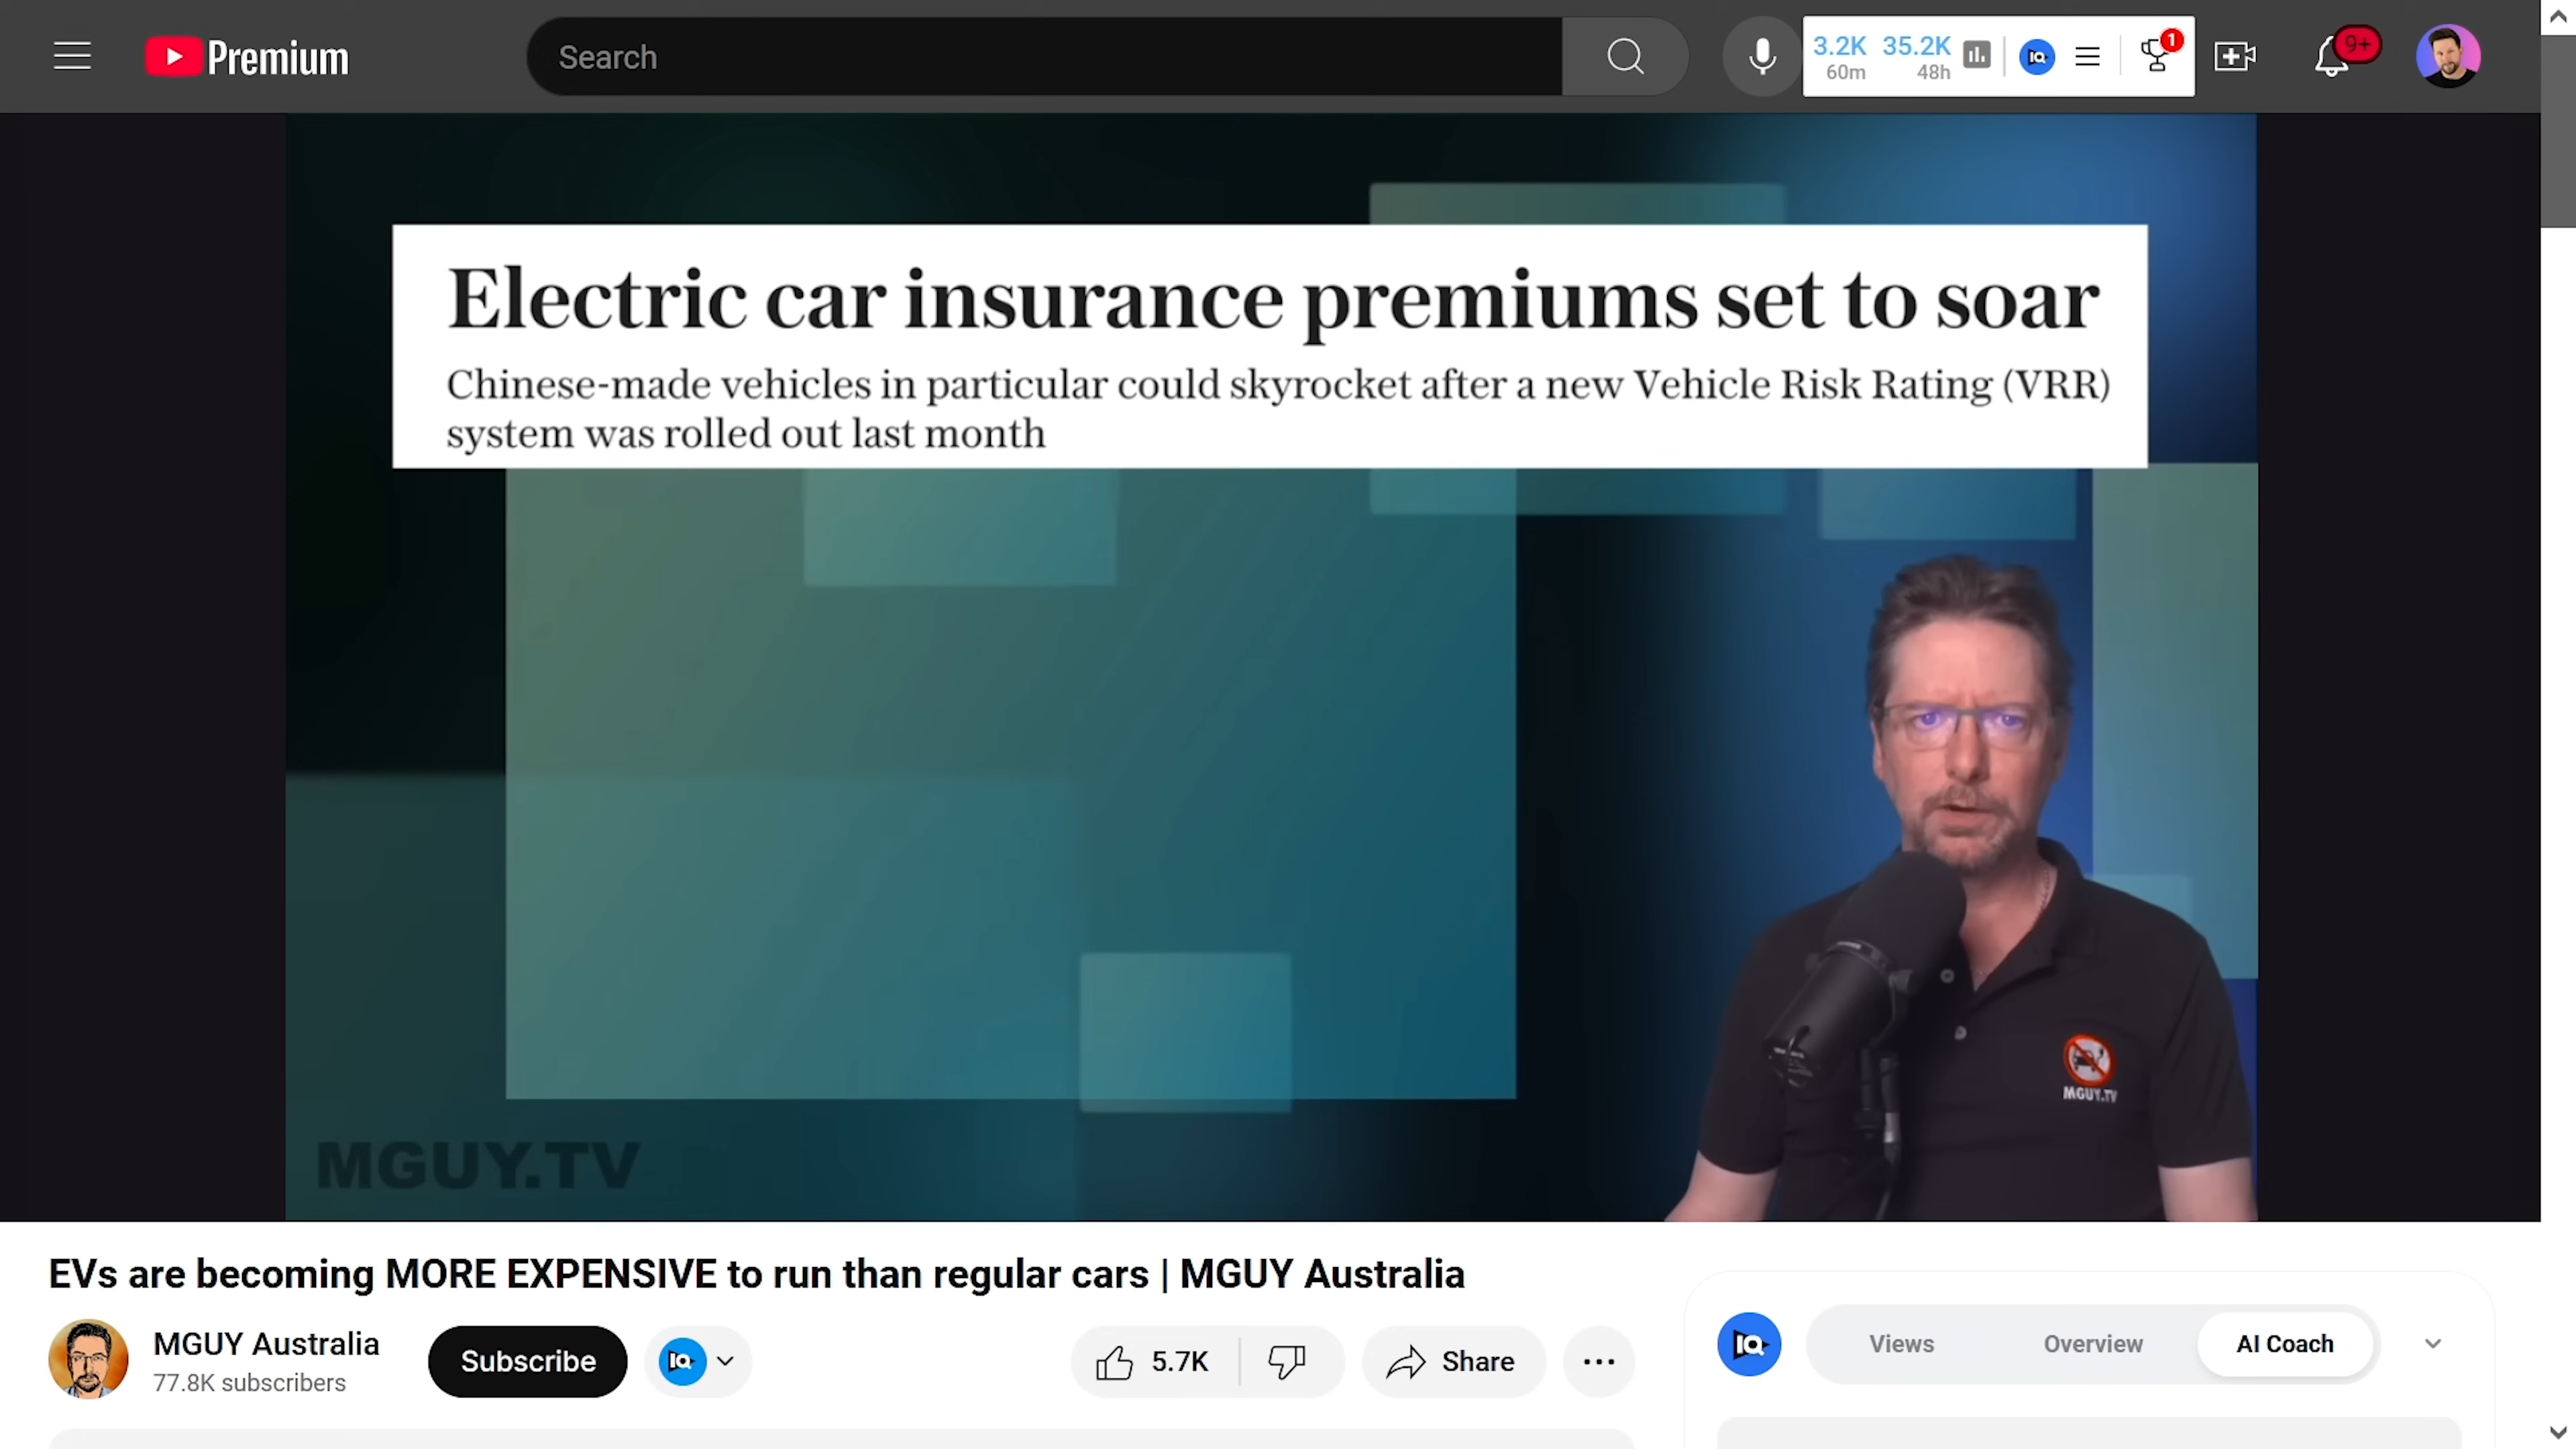 Premium
Search
3.2K 35.2K
60m 48h
IQ
1
9+
Electric car insurance premiums set to soar
Chinese-made vehicles in particular could skyrocket after a new Vehicle Risk Rating (VRR)
system was rolled out last month
MGUY.TV
MGUY.TV
EVs are becoming MORE EXPENSIVE to run than regular cars | MGUY Australia
MGUY Australia
77.8K subscribers
Subscribe
IQ
5.7K
Share
IQ
Views
Overview
AI Coach